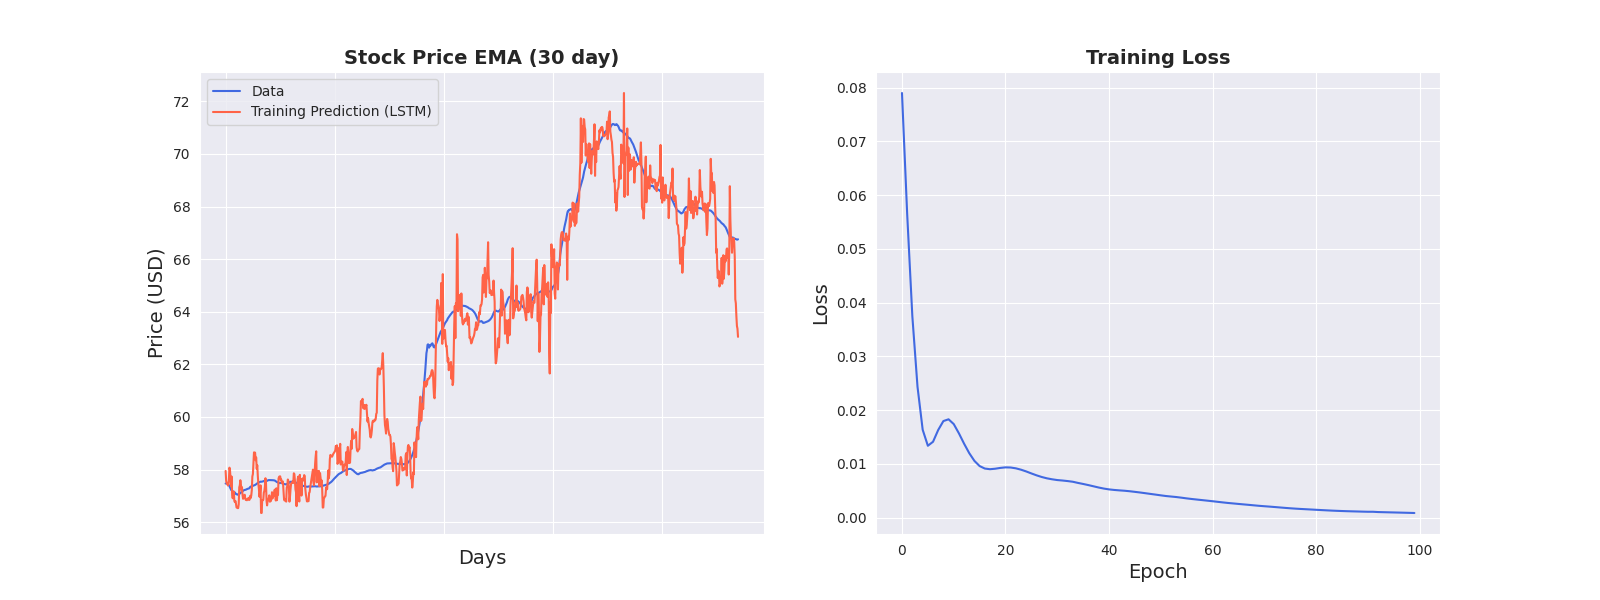 Stock Price EMA (30 day)
Data
Training Prediction (LSTM)
72
70
68
66
64
62
60
58
56
Price (USD)
Days
Training Loss
0.08
0.07
0.06
0.05
0.04
0.03
0.02
0.01
0.00
Loss
0 20 40 60 80 100
Epoch